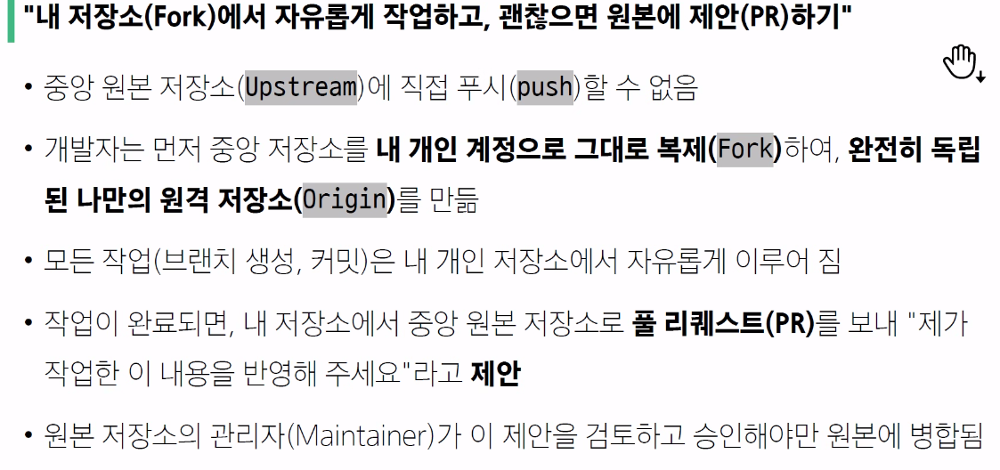 "내 저장소(Fork)에서 자유롭게 작업하고, 괜찮으면 원본에 제안(PR)하기"
• 중앙 원본 저장소(Upstream)에 직접 푸시(push)할 수 없음
• 개발자는 먼저 중앙 저장소를 내 개인 계정으로 그대로 복제(Fork)하여, 완전히 독립
된 나만의 원격 저장소(Origin)를 만듦
• 모든 작업(브랜치 생성, 커밋)은 내 개인 저장소에서 자유롭게 이루어 짐
• 작업이 완료되면, 내 저장소에서 중앙 원본 저장소로 풀 리퀘스트(PR)를 보내 "제가
작업한 이 내용을 반영해 주세요"라고 제안
• 원본 저장소의 관리자(Maintainer)가 이 제안을 검토하고 승인해야만 원본에 병합됨